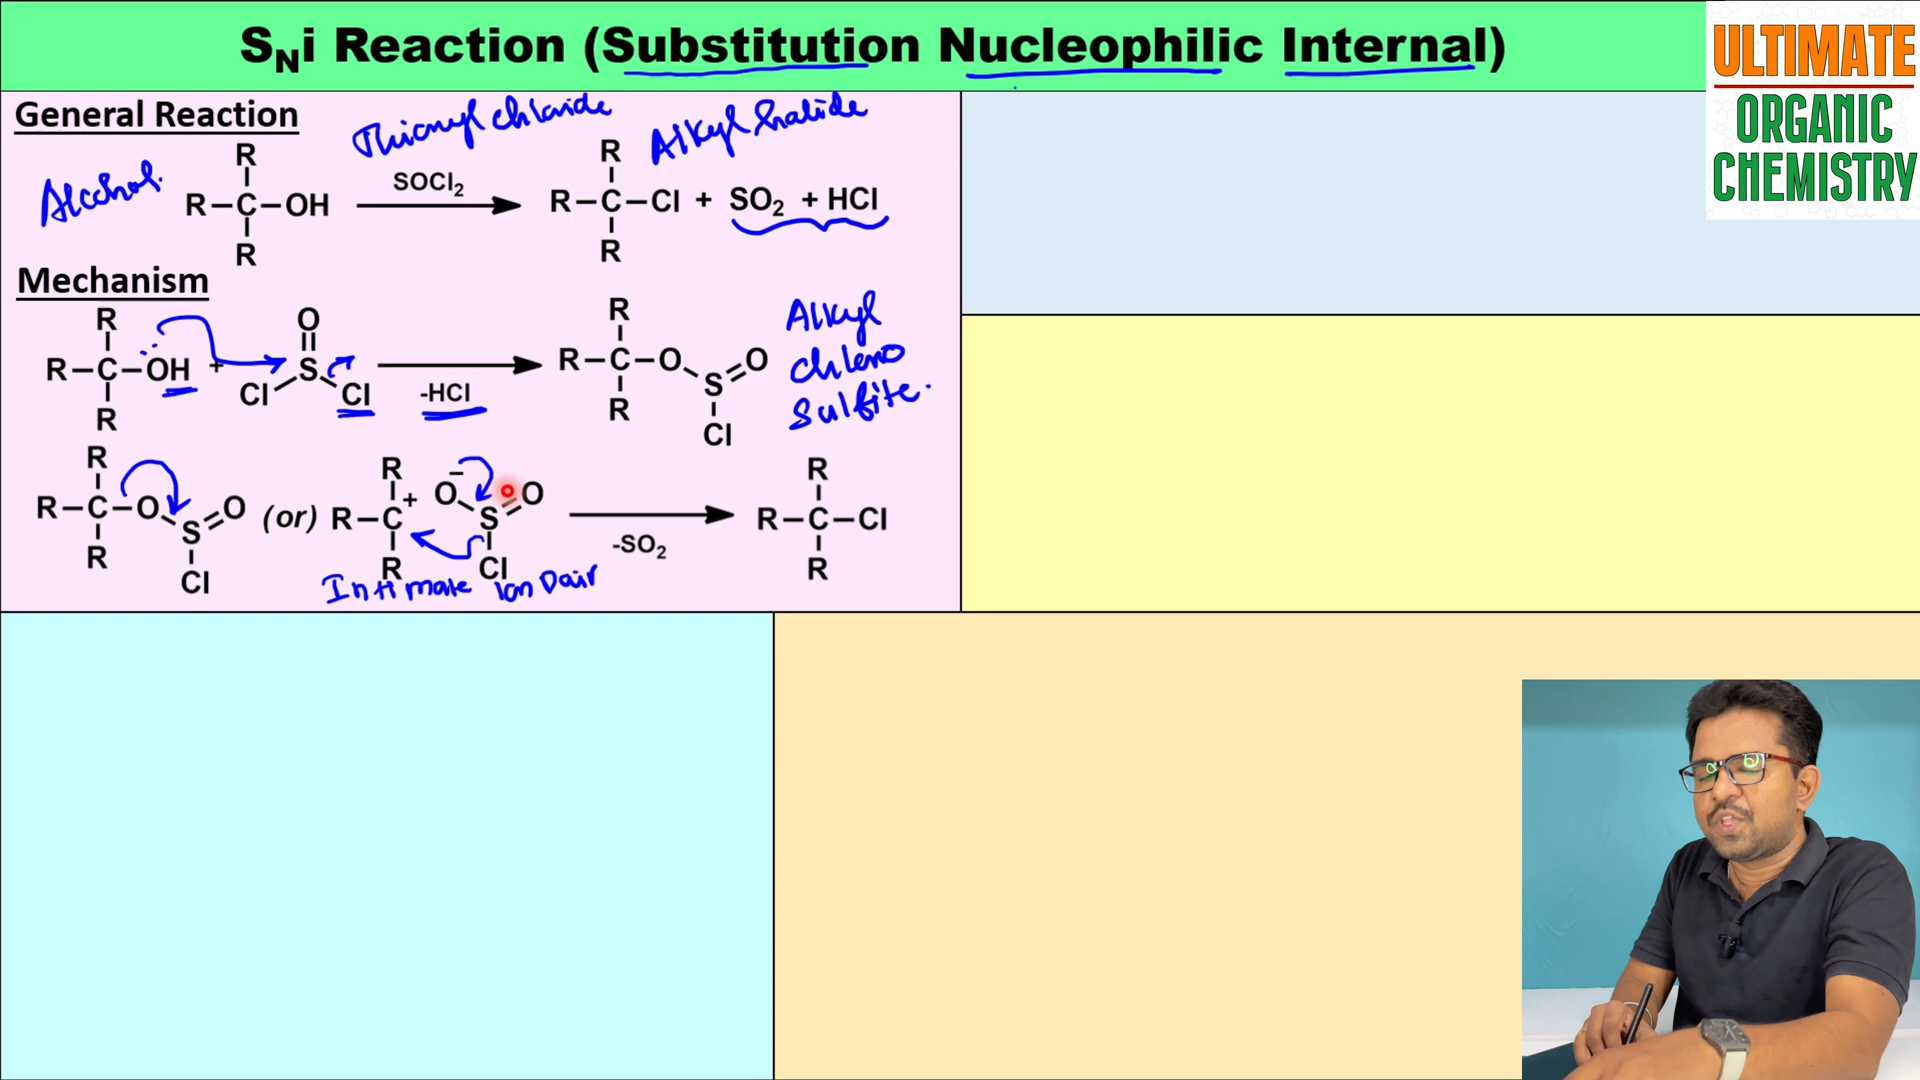 SNi Reaction (Substitution Nucleophilic Internal)
ULTIMATE
ORGANIC
CHEMISTRY
General Reaction
Thionyl chloride
Alkyl halide
Alcohol.
R
R–C–OH
R
SOCl2
R
R–C–Cl + SO2 + HCl
R
Mechanism
R
R–C–OH +
R
O
S
Cl
Cl
-HCl
R
R–C–O
R
S
O
Cl
Alkyl
chloro
Sulfite.
R
R–C–O
R
S
O
Cl
(or)
R
R–C
+
R
−
O
S
O
Cl
Intimate ion Pair
-SO2
R
R–C–Cl
R